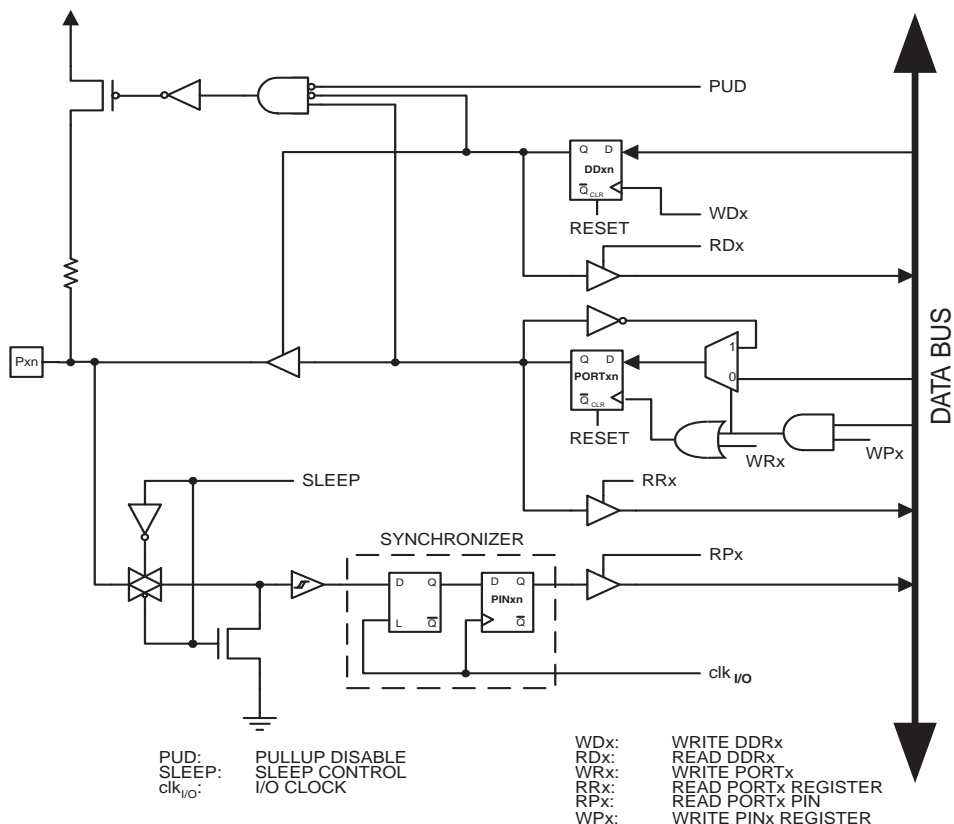 PUD
Q D
DDxn
Q CLR
WDx
RESET
RDx
Pxn
1
Q D
PORTxn
0
Q CLR
RESET
WRx
WPx
DATA BUS
SLEEP
RRx
SYNCHRONIZER
RPx
D Q
D Q
PINxn
L Q
Q
clk I/O
PUD: PULLUP DISABLE
SLEEP: SLEEP CONTROL
clkI/O: I/O CLOCK
WDx: WRITE DDRx
RDx: READ DDRx
WRx: WRITE PORTx
RRx: READ PORTx REGISTER
RPx: READ PORTx PIN
WPx: WRITE PINx REGISTER